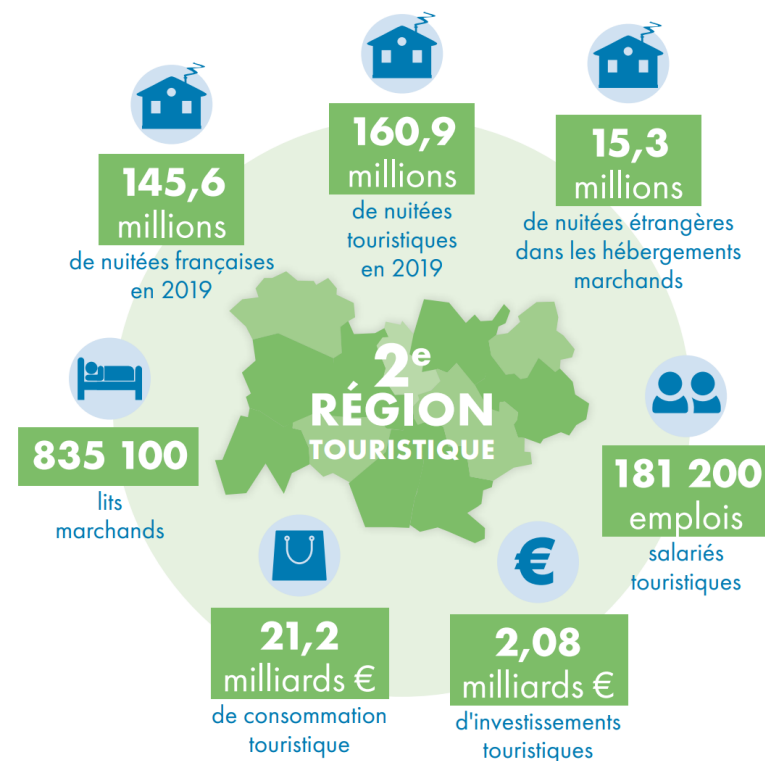 145,6
millions
de nuitées françaises
en 2019
160,9
millions
de nuitées
touristiques
en 2019
15,3
millions
de nuitées étrangères
dans les hébergements
marchands
2e
RÉGION
TOURISTIQUE
835 100
lits
marchands
181 200
emplois
salariés
touristiques
21,2
milliards €
de consommation
touristique
€
2,08
milliards €
d'investissements
touristiques